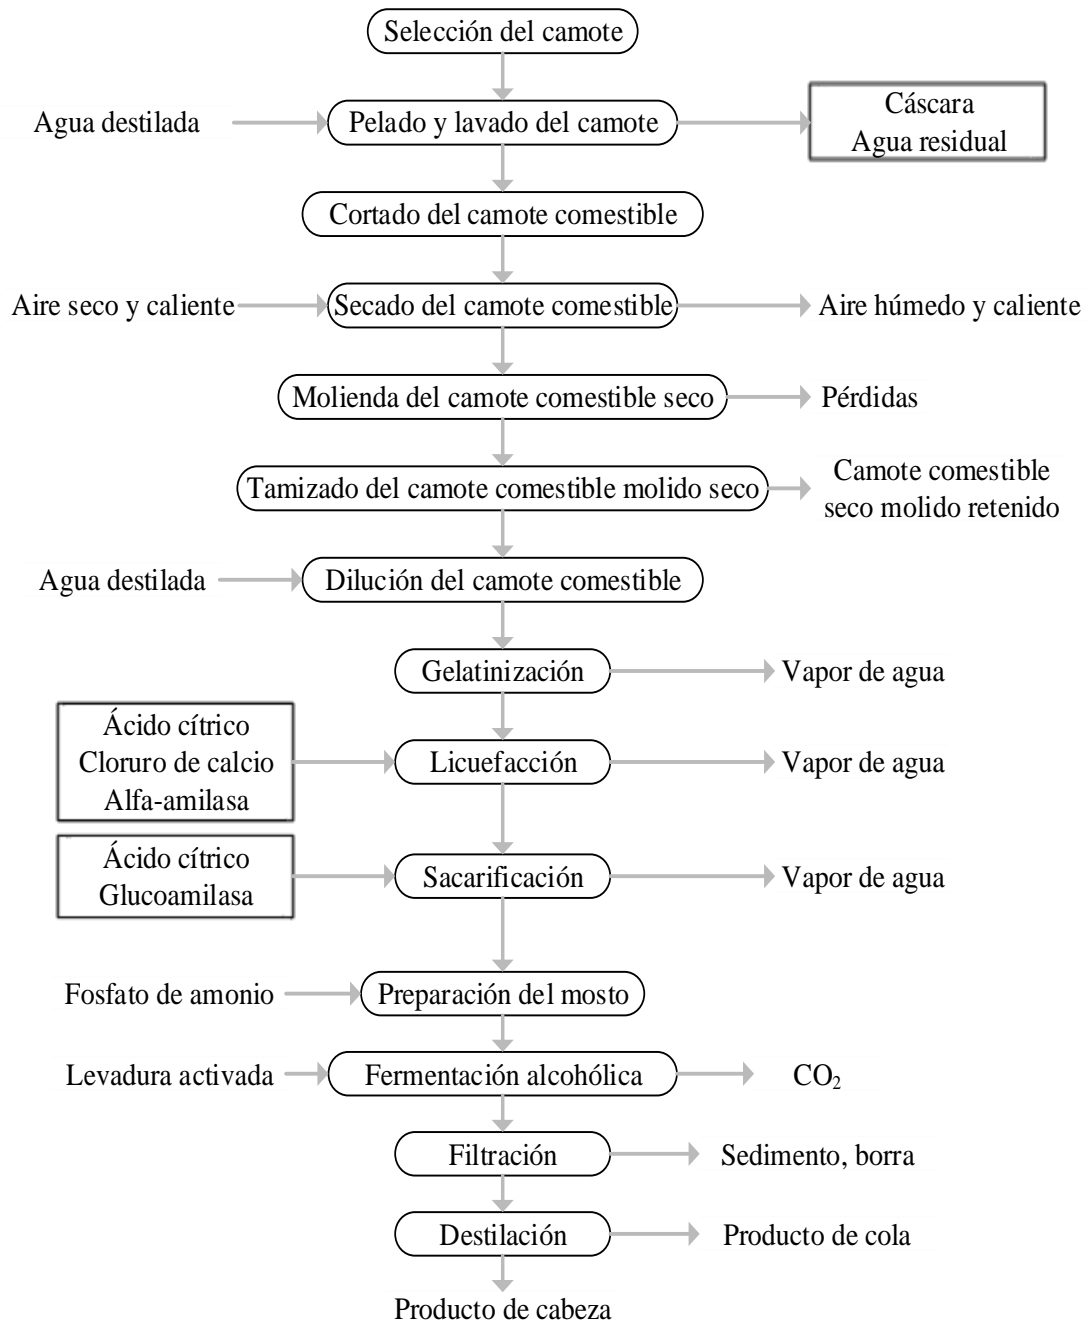 Selección del camote
Agua destilada
Pelado y lavado del camote
Cáscara
Agua residual
Cortado del camote comestible
Aire seco y caliente
Secado del camote comestible
Aire húmedo y caliente
Molienda del camote comestible seco
Pérdidas
Tamizado del camote comestible molido seco
Camote comestible
seco molido retenido
Agua destilada
Dilución del camote comestible
Gelatinización
Vapor de agua
Ácido cítrico
Cloruro de calcio
Alfa-amilasa
Licuefacción
Vapor de agua
Ácido cítrico
Glucoamilasa
Sacarificación
Vapor de agua
Fosfato de amonio
Preparación del mosto
Levadura activada
Fermentación alcohólica
CO₂
Filtración
Sedimento, borra
Destilación
Producto de cola
Producto de cabeza